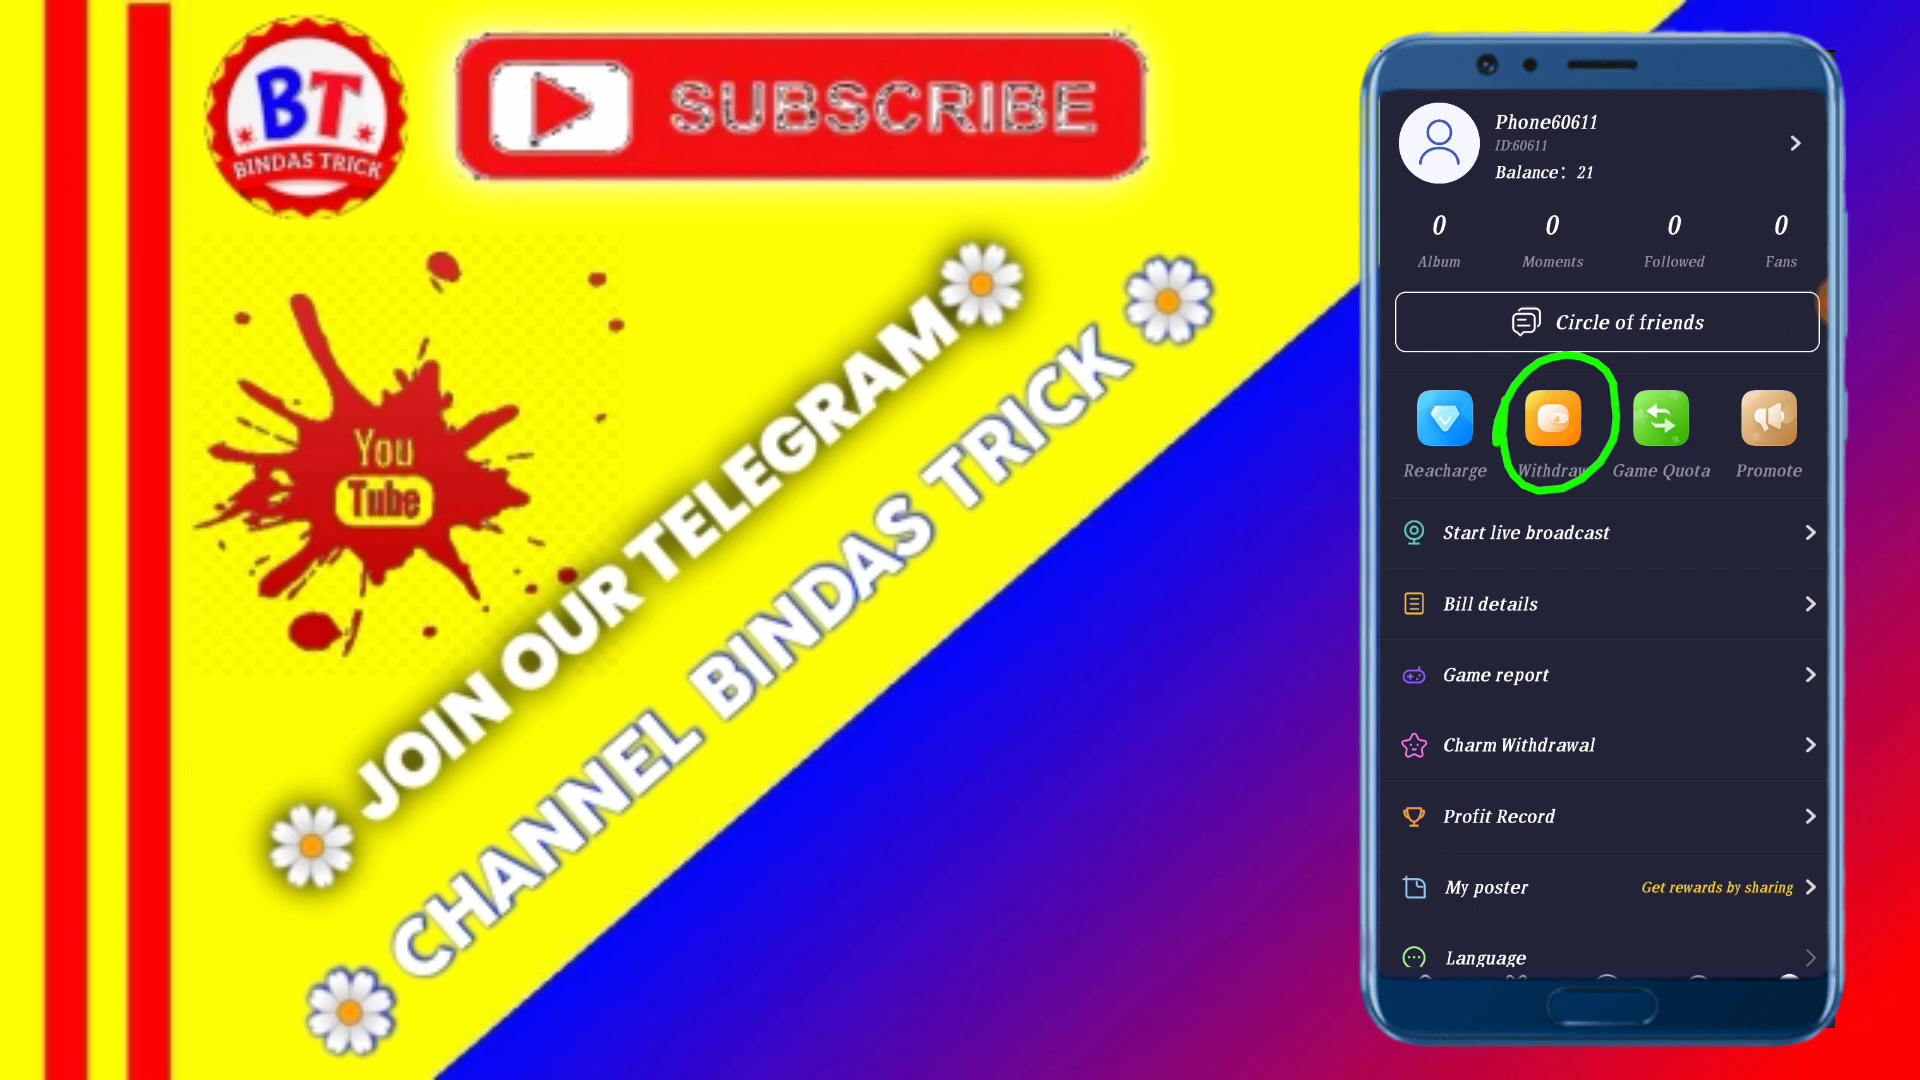 BT
BINDAS TRICK
SUBSCRIBE
You
Tube
JOIN OUR TELEGRAM
CHANNEL BINDAS TRICK
Phone60611
ID:60611
Balance: 21
0 0 0 0
Album Moments Followed Fans
Circle of friends
Reacharge Withdraw Game Quota Promote
Start live broadcast
Bill details
Game report
Charm Withdrawal
Profit Record
My poster Get rewards by sharing
Language